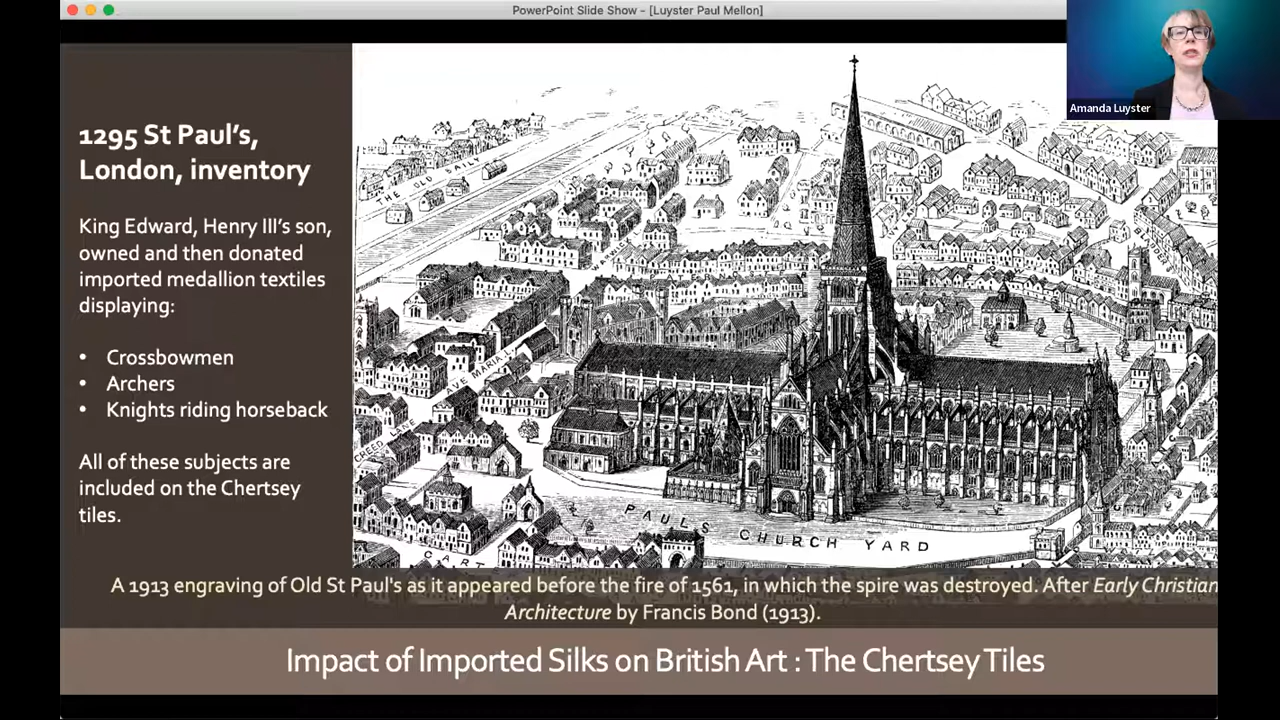 PowerPoint Slide Show - [Luyster Paul Mellon]
Amanda Luyster
1295 St Paul's,
London, inventory
King Edward, Henry III's son,
owned and then donated
imported medallion textiles
displaying:
• Crossbowmen
• Archers
• Knights riding horseback
All of these subjects are
included on the Chertsey
tiles.
THE OLD BAILY
AVE MARIA L
CREED LANE
CART
PAULS CHURCH YARD
A 1913 engraving of Old St Paul's as it appeared before the fire of 1561, in which the spire was destroyed. After Early Christian
Architecture by Francis Bond (1913).
Impact of Imported Silks on British Art : The Chertsey Tiles